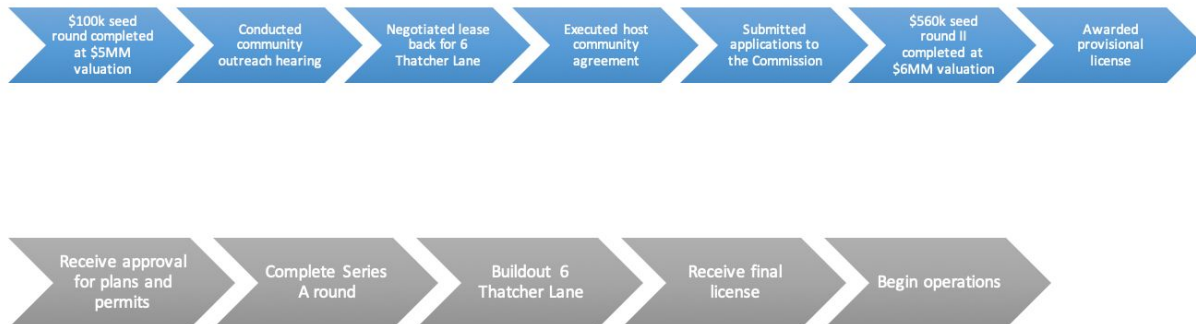 $100k seed
round completed
at $5MM
valuation
Conducted
community
outreach hearing
Negotiated lease
back for 6
Thatcher Lane
Executed host
community
agreement
Submitted
applications to
the Commission
$560k seed
round II
completed at
$6MM valuation
Awarded
provisional
license
Receive approval
for plans and
permits
Complete Series
A round
Buildout 6
Thatcher Lane
Receive final
license
Begin operations